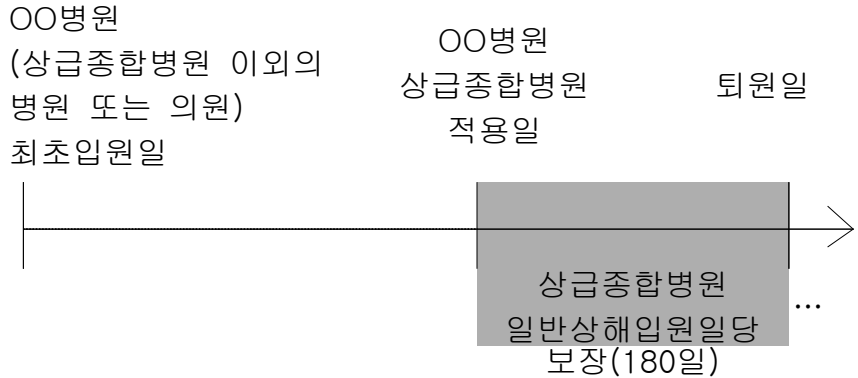 OO병원
(상급종합병원 이외의
병원 또는 의원)
최초입원일
OO병원
상급종합병원
적용일
퇴원일
상급종합병원
일반상해입원일당
보장(180일)
...